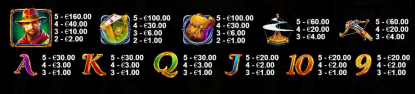 5 - €160.00
4 - €40.00
3 - €10.00
2 - €2.00
5 - €100.00
4 - €30.00
3 - €6.00
2 - €1.00
5 - €100.00
4 - €30.00
3 - €6.00
2 - €1.00
5 - €60.00
4 - €20.00
3 - €4.00
5 - €60.00
4 - €20.00
3 - €4.00
A 5 - €30.00
4 - €4.00
3 - €1.00
K 5 - €30.00
4 - €4.00
3 - €1.00
Q 5 - €30.00
4 - €4.00
3 - €1.00
J 5 - €20.00
4 - €2.00
3 - €1.00
10 5 - €20.00
4 - €2.00
3 - €1.00
9 5 - €20.00
4 - €2.00
3 - €1.00